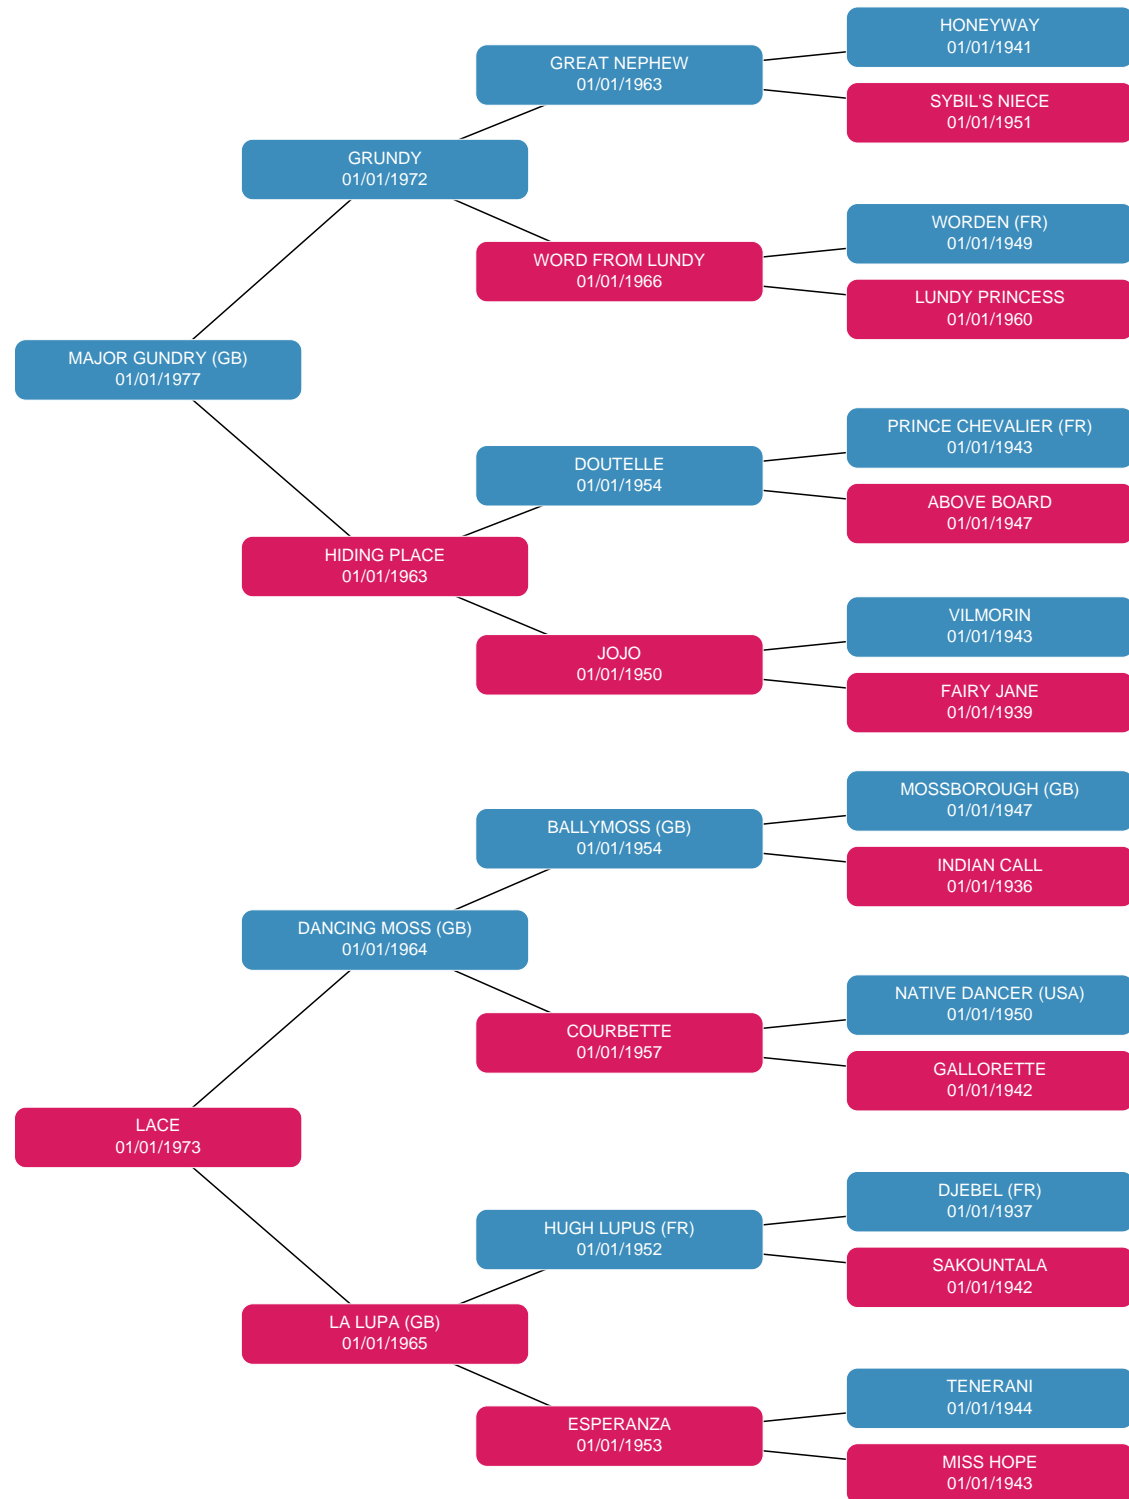 HONEYWAY
01/01/1941
GREAT NEPHEW
01/01/1963
SYBIL'S NIECE
01/01/1951
GRUNDY
01/01/1972
WORDEN (FR)
01/01/1949
WORD FROM LUNDY
01/01/1966
LUNDY PRINCESS
01/01/1960
MAJOR GUNDRY (GB)
01/01/1977
PRINCE CHEVALIER (FR)
01/01/1943
DOUTELLE
01/01/1954
ABOVE BOARD
01/01/1947
HIDING PLACE
01/01/1963
VILMORIN
01/01/1943
JOJO
01/01/1950
FAIRY JANE
01/01/1939
MOSSBOROUGH (GB)
01/01/1947
BALLYMOSS (GB)
01/01/1954
INDIAN CALL
01/01/1936
DANCING MOSS (GB)
01/01/1964
NATIVE DANCER (USA)
01/01/1950
COURBETTE
01/01/1957
GALLORETTE
01/01/1942
LACE
01/01/1973
DJEBEL (FR)
01/01/1937
HUGH LUPUS (FR)
01/01/1952
SAKOUNTALA
01/01/1942
LA LUPA (GB)
01/01/1965
TENERANI
01/01/1944
ESPERANZA
01/01/1953
MISS HOPE
01/01/1943